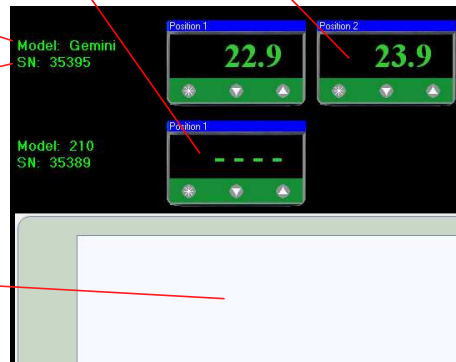 Position 1
Position 2
Model: Gemini
SN: 35395
22.9
23.9
Position 1
Model: 210
SN: 35389
- - - -